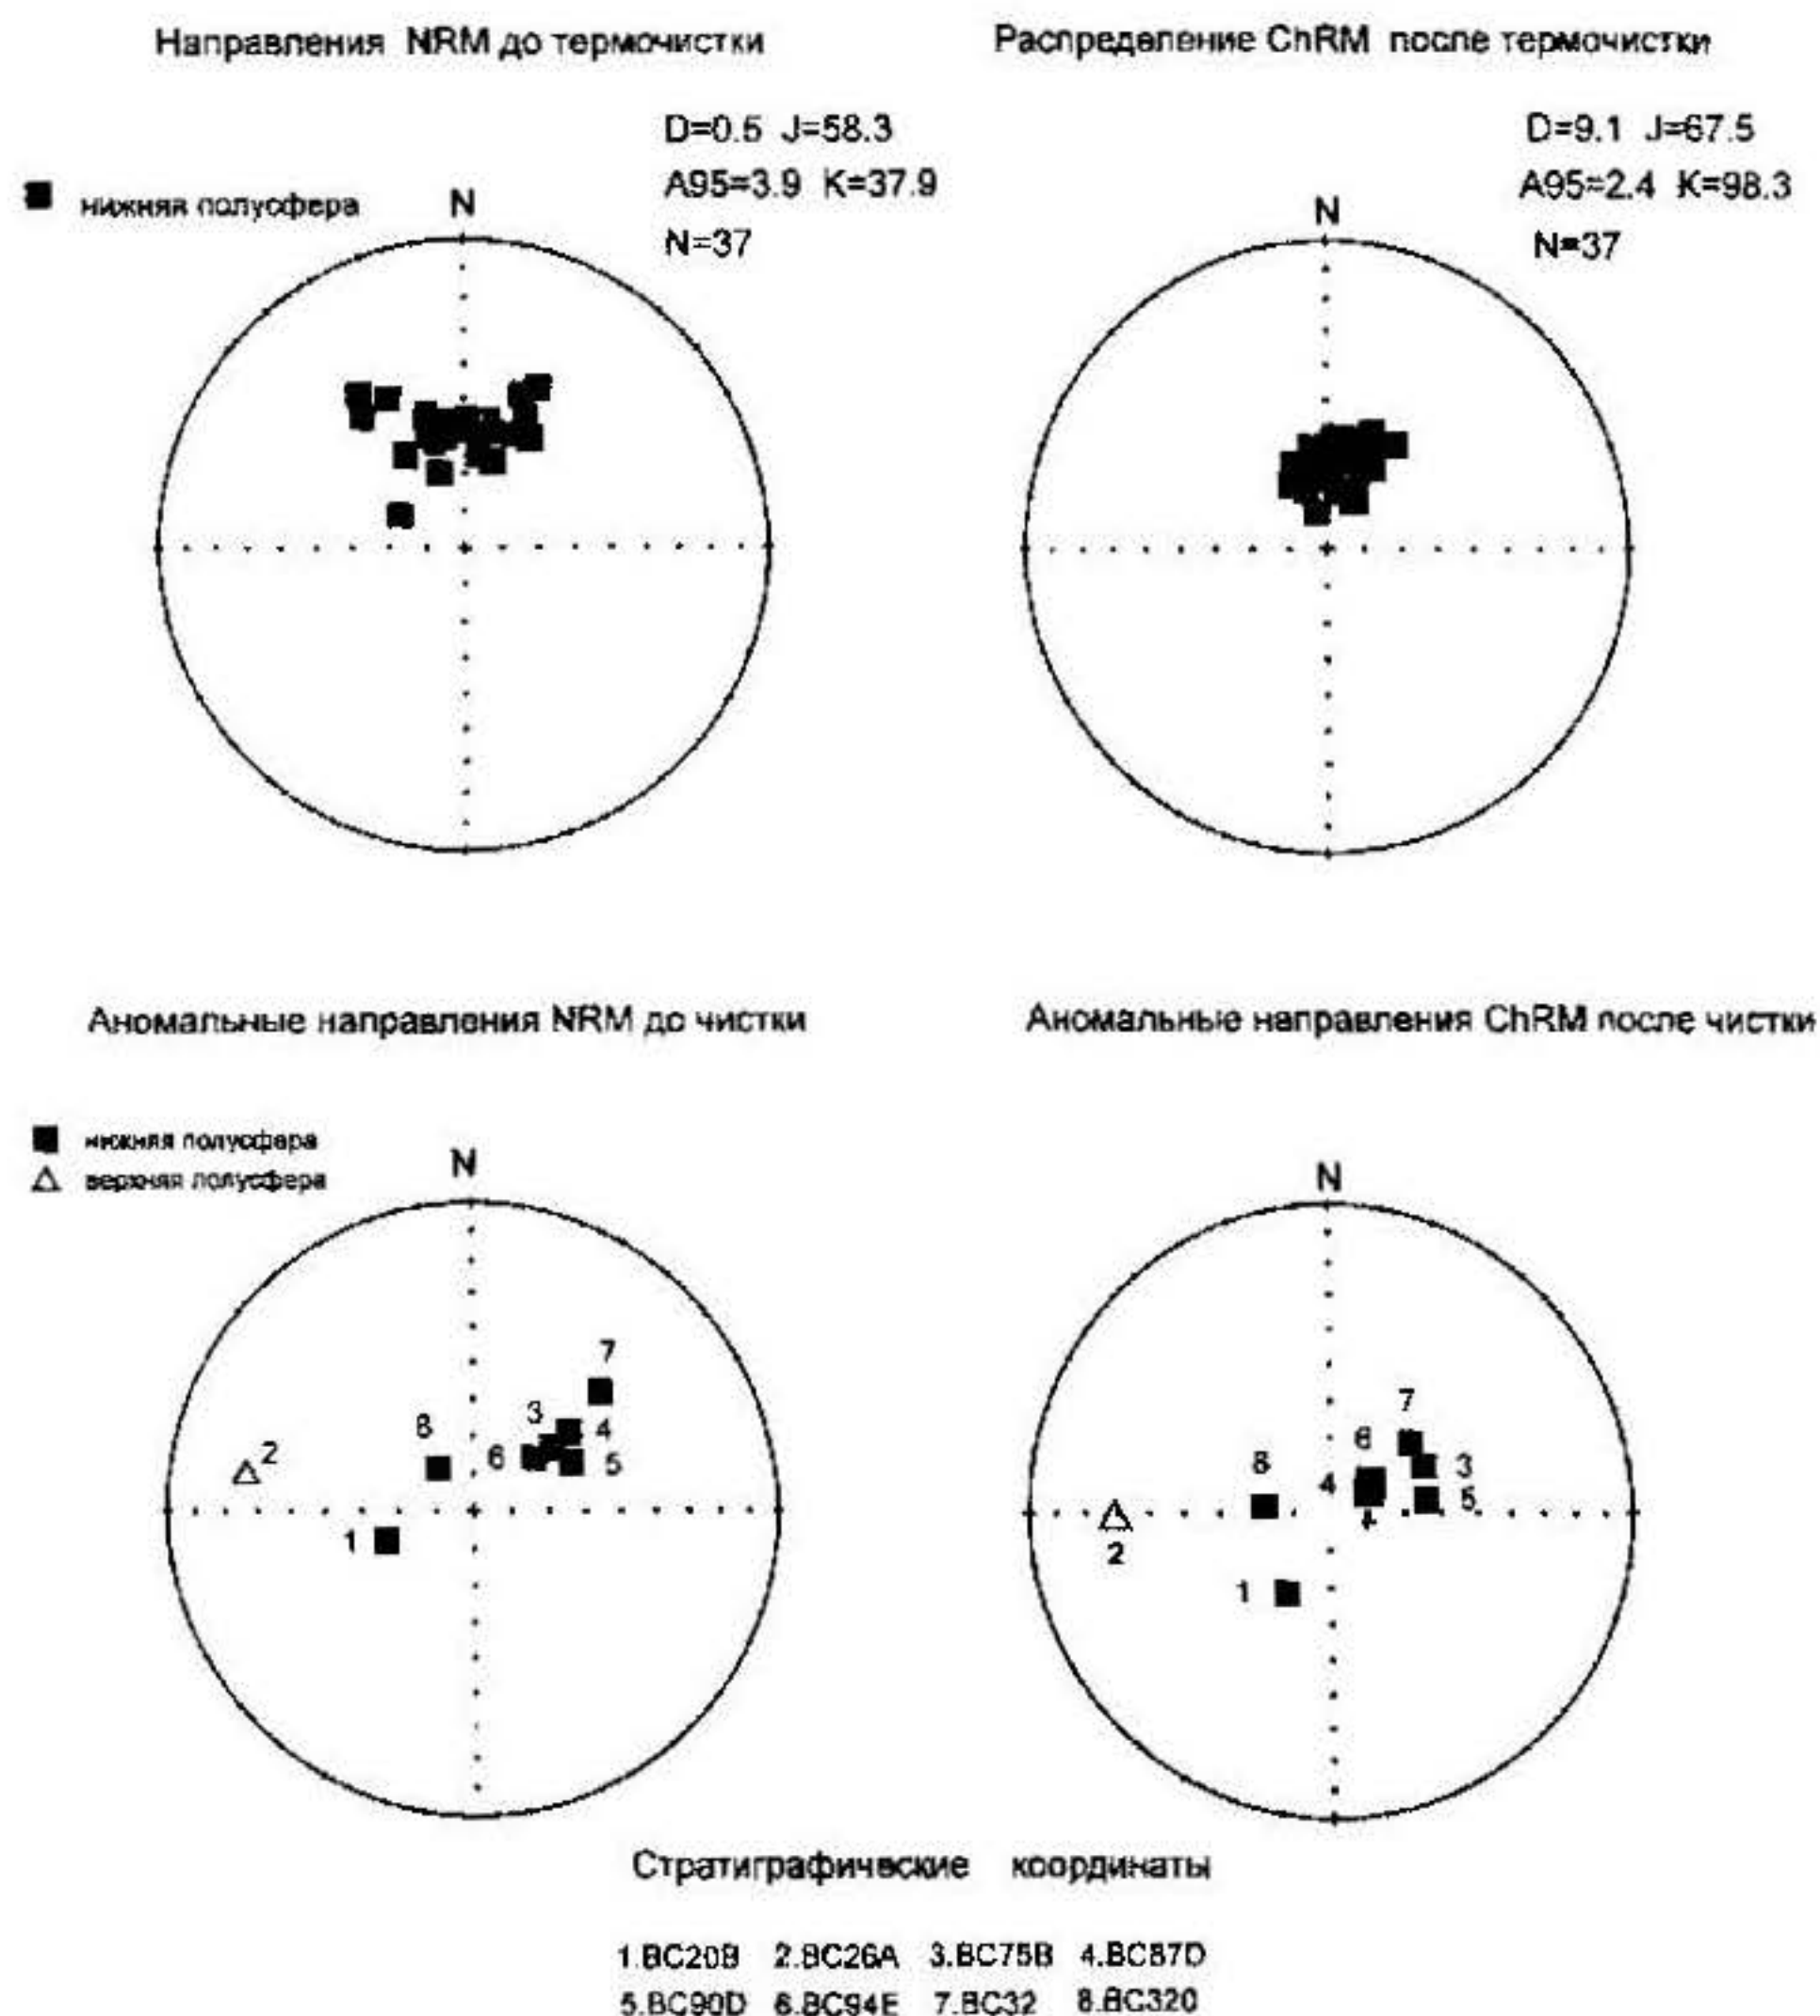 Направления NRM до термочистки
Распределение ChRM после термочистки
D=0.5 J=58.3
A95=3.9 K=37.9
N=37
D=9.1 J=67.5
A95=2.4 K=98.3
N=37
нижняя полусфера
N
N
Аномальные направления NRM до чистки
Аномальные направления ChRM после чистки
нижняя полусфера
верхняя полусфера
N
N
7
3
4
8
6
5
2
1
7
6
8
3
4
5
2
1
Стратиграфические координаты
1.BC20B 2.BC26A 3.BC75B 4.BC87D
5.BC90D 6.BC94E 7.BC32 8.BC320